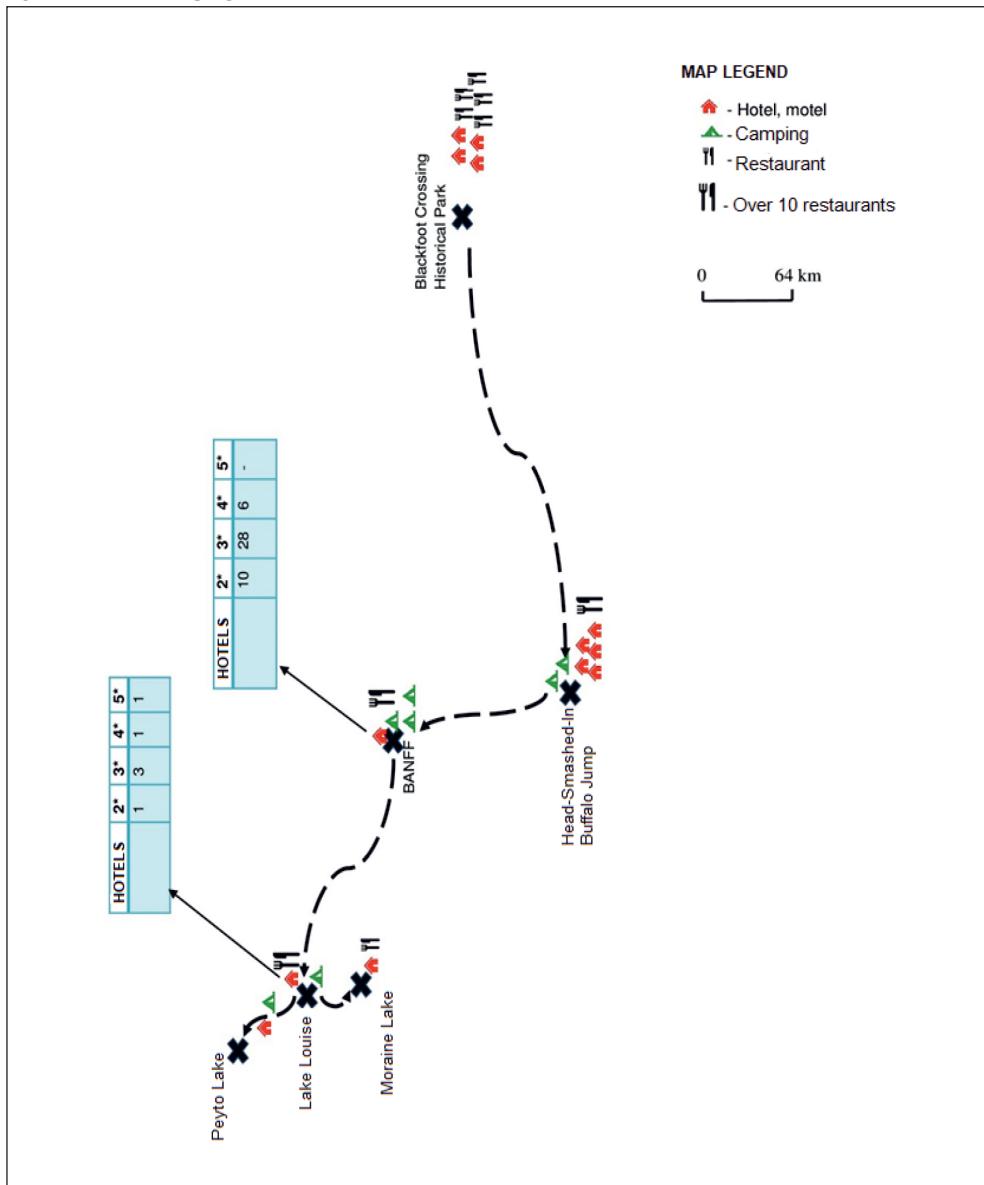 MAP LEGEND
- Hotel, motel
- Camping
- Restaurant
- Over 10 restaurants
0 64 km
Blackfoot Crossing
Historical Park
HOTELS 2* 3* 4* 5*
10 28 6 -
HOTELS 2* 3* 4* 5*
1 3 1 1
BANFF
Head-Smashed-In
Buffalo Jump
Peyto Lake
Lake Louise
Moraine Lake